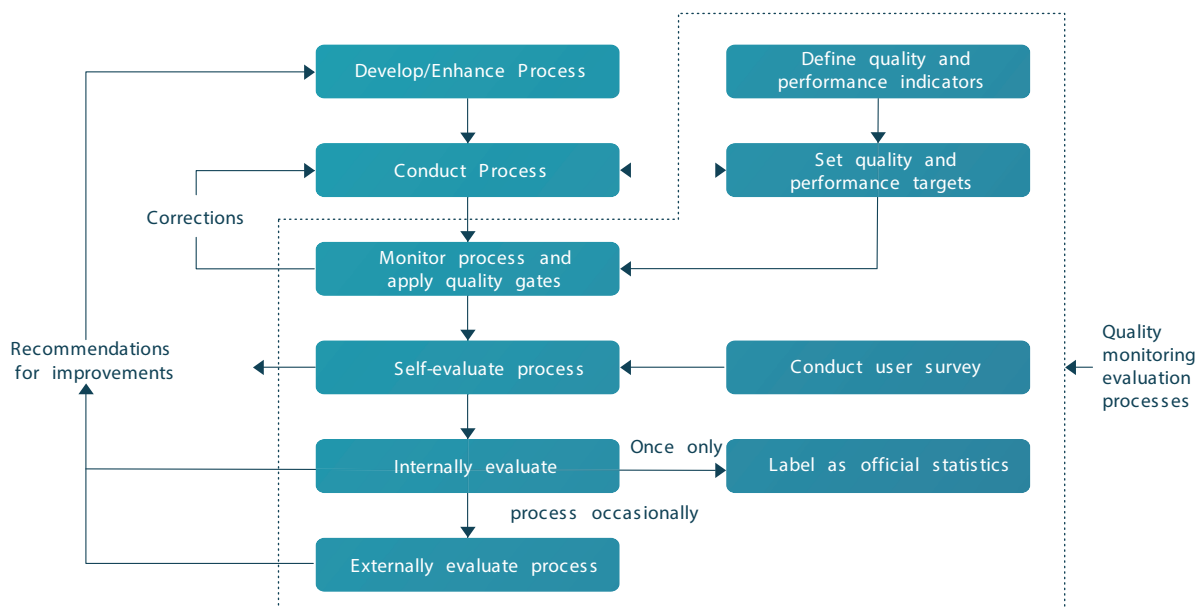 Develop/Enhance Process
Define quality and
performance indicators
Conduct Process
Set quality and
performance targets
Corrections
Monitor process and
apply quality gates
Recommendations
for improvements
Self-evaluate process
Conduct user survey
Quality
monitoring
evaluation
processes
Internally evaluate
Once only
Label as official statistics
process occasionally
Externally evaluate process